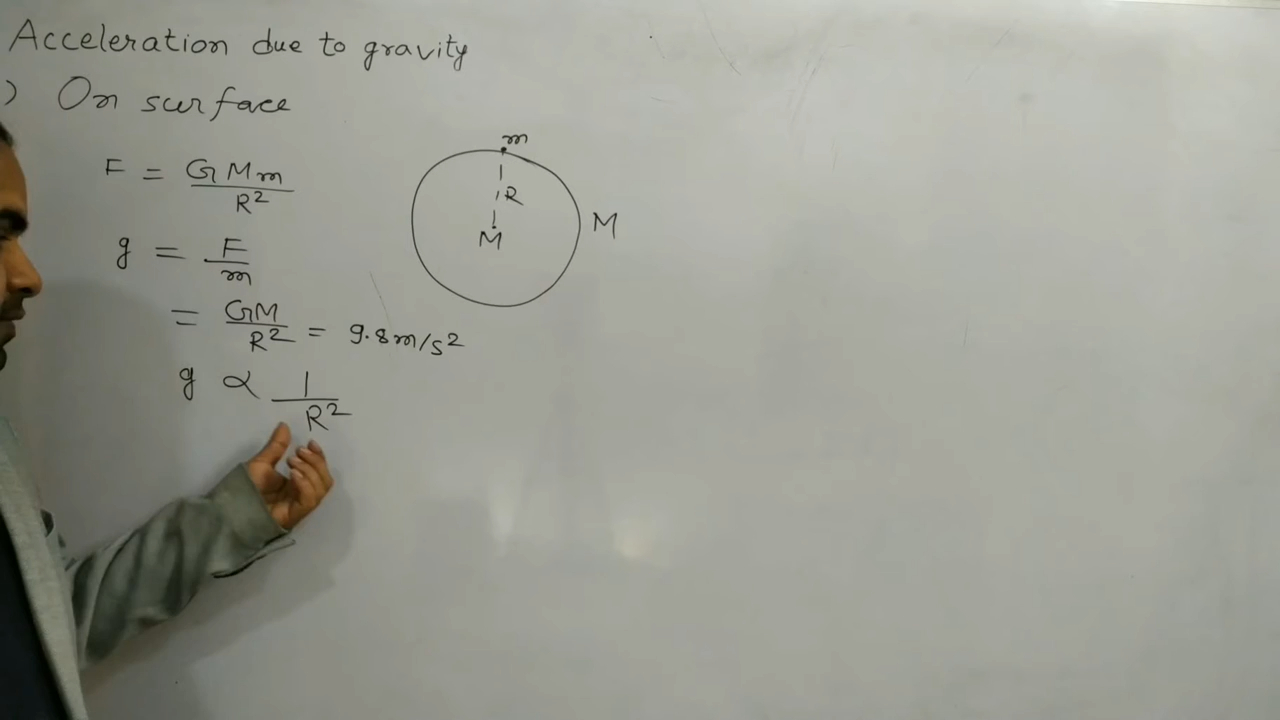 Acceleration due to gravity
) On surface
F = GMm / R²
g = F / m
= GM / R² = 9.8m/s²
g ∝ 1 / R²
m
R
M
M